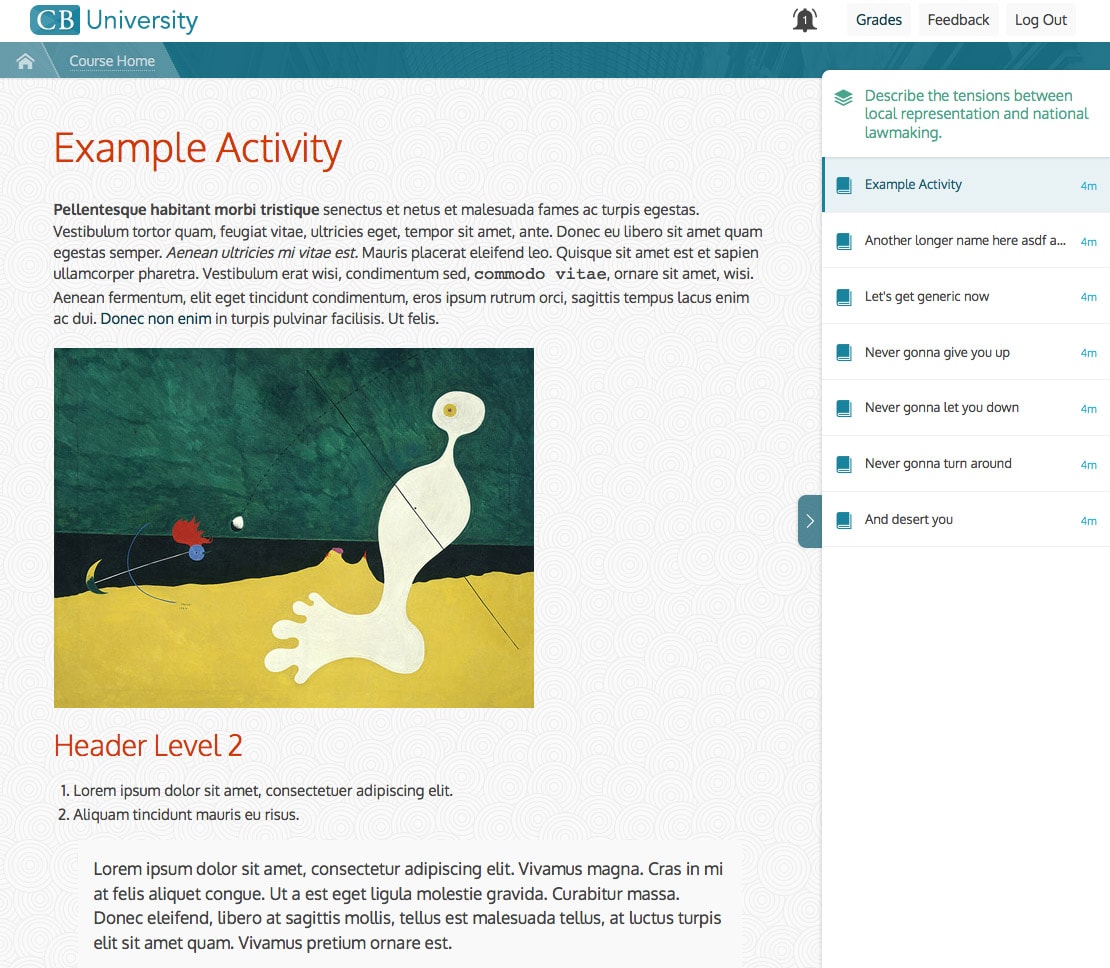 CB University
1
Grades
Feedback
Log Out
Course Home
Example Activity
Pellentesque habitant morbi tristique senectus et netus et malesuada fames ac turpis egestas.
Vestibulum tortor quam, feugiat vitae, ultricies eget, tempor sit amet, ante. Donec eu libero sit amet quam
egestas semper. Aenean ultricies mi vitae est. Mauris placerat eleifend leo. Quisque sit amet est et sapien
ullamcorper pharetra. Vestibulum erat wisi, condimentum sed, commodo vitae, ornare sit amet, wisi.
Aenean fermentum, elit eget tincidunt condimentum, eros ipsum rutrum orci, sagittis tempus lacus enim
ac dui. Donec non enim in turpis pulvinar facilisis. Ut felis.
Header Level 2
1. Lorem ipsum dolor sit amet, consectetuer adipiscing elit.
2. Aliquam tincidunt mauris eu risus.
Lorem ipsum dolor sit amet, consectetur adipiscing elit. Vivamus magna. Cras in mi
at felis aliquet congue. Ut a est eget ligula molestie gravida. Curabitur massa.
Donec eleifend, libero at sagittis mollis, tellus est malesuada tellus, at luctus turpis
elit sit amet quam. Vivamus pretium ornare est.
Describe the tensions between
local representation and national
lawmaking.
Example Activity 4m
Another longer name here asdf a... 4m
Let's get generic now 4m
Never gonna give you up 4m
Never gonna let you down 4m
Never gonna turn around 4m
And desert you 4m